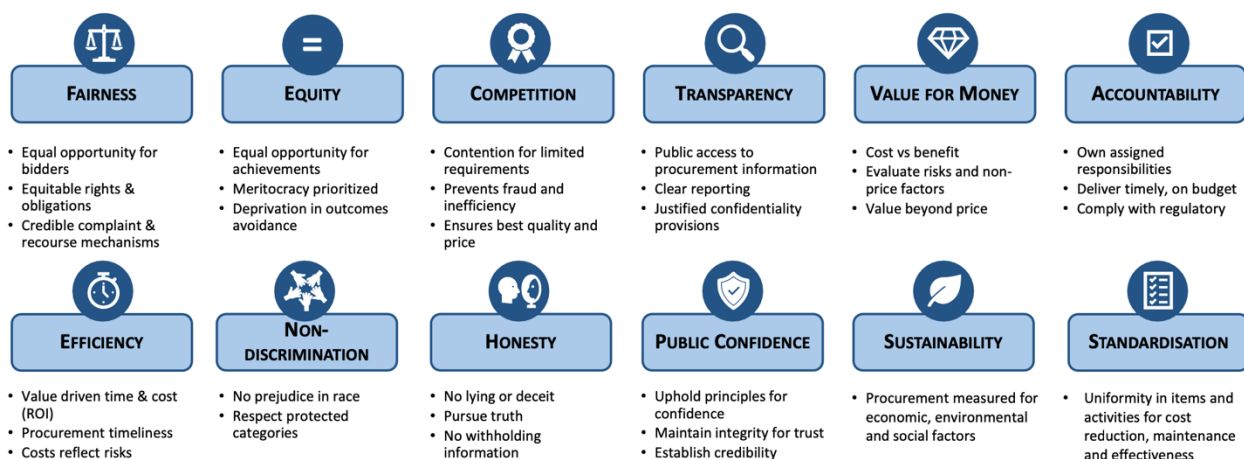 FAIRNESS
• Equal opportunity for
bidders
• Equitable rights &
obligations
• Credible complaint &
recourse mechanisms
EQUITY
• Equal opportunity for
achievements
• Meritocracy prioritized
• Deprivation in outcomes
avoidance
COMPETITION
• Contention for limited
requirements
• Prevents fraud and
inefficiency
• Ensures best quality and
price
TRANSPARENCY
• Public access to
procurement information
• Clear reporting
• Justified confidentiality
provisions
VALUE FOR MONEY
• Cost vs benefit
• Evaluate risks and non-
price factors
• Value beyond price
ACCOUNTABILITY
• Own assigned
responsibilities
• Deliver timely, on budget
• Comply with regulatory
EFFICIENCY
• Value driven time & cost
(ROI)
• Procurement timeliness
• Costs reflect risks
NON-
DISCRIMINATION
• No prejudice in race
• Respect protected
categories
HONESTY
• No lying or deceit
• Pursue truth
• No withholding
information
PUBLIC CONFIDENCE
• Uphold principles for
confidence
• Maintain integrity for trust
• Establish credibility
SUSTAINABILITY
• Procurement measured for
economic, environmental
and social factors
STANDARDISATION
• Uniformity in items and
activities for cost
reduction, maintenance
and effectiveness